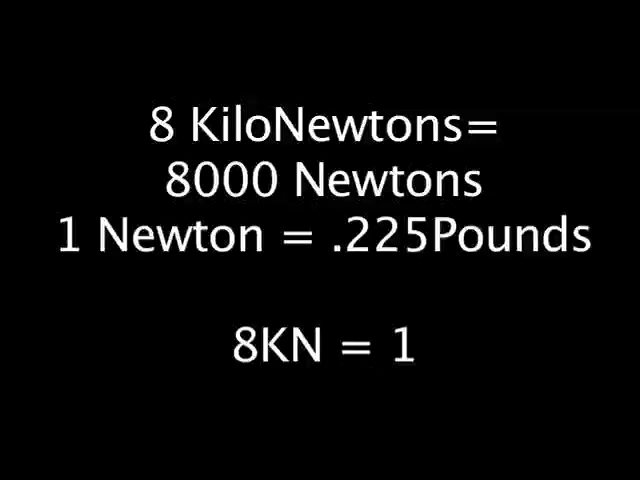 8 KiloNewtons=
8000 Newtons
1 Newton = .225Pounds
8KN = 1